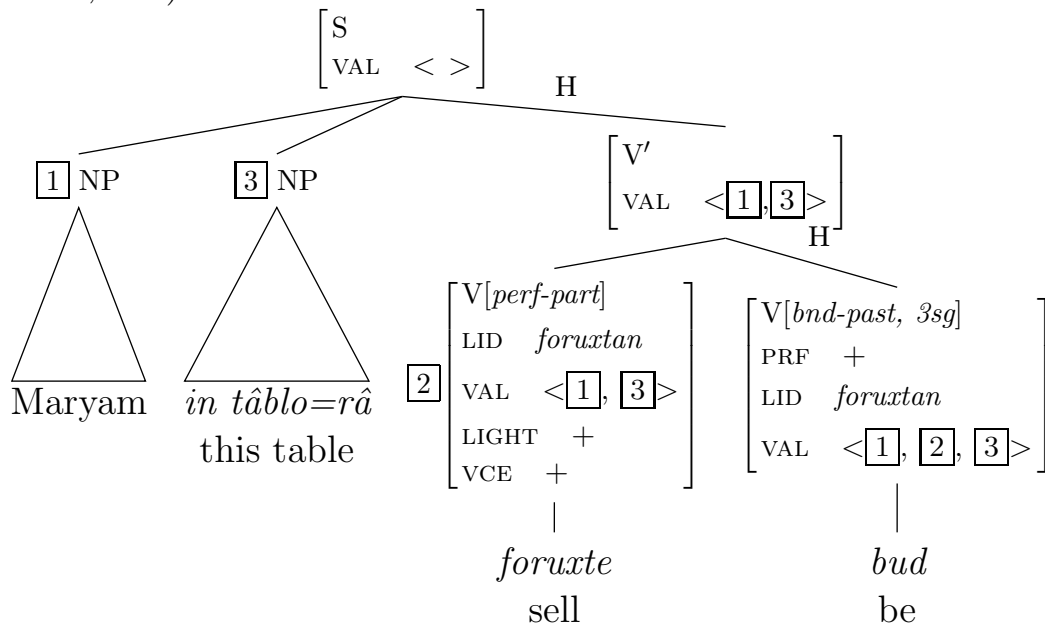 S
VAL < >
H
1 NP
3 NP
V′
VAL <1,3>
H
2
V[perf-part]
LID foruxtan
VAL <1, 3>
LIGHT +
VCE +
V[bnd-past, 3sg]
PRF +
LID foruxtan
VAL <1, 2, 3>
Maryam
in tâblo=râ
this table
foruxte
sell
bud
be